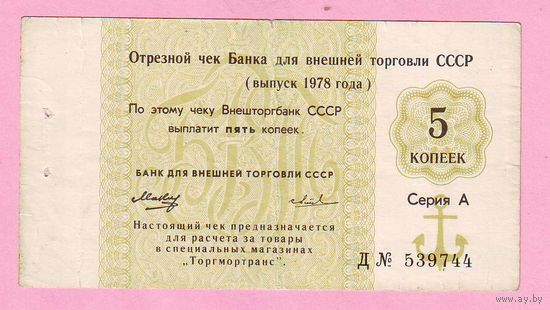 Отрезной чек Банка для внешней торговли СССР
(выпуск 1978 года)
По этому чеку Внешторгбанк СССР
выплатит пять копеек.
5
КОПЕЕК
БАНК ДЛЯ ВНЕШНЕЙ ТОРГОВЛИ СССР
Серия А
Настоящий чек предназначается
для расчета за товары
в специальных магазинах
„Торгмортранс“.
Д № 539744
www.ay.by